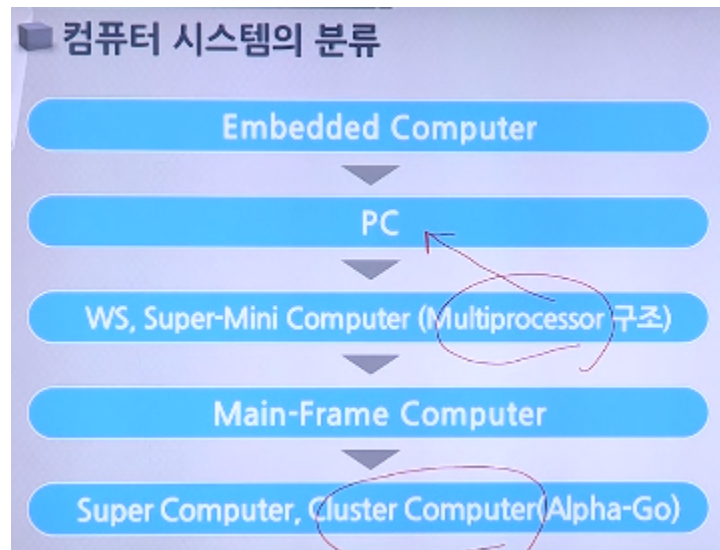 컴퓨터 시스템의 분류
Embedded Computer
PC
WS, Super-Mini Computer (Multiprocessor 구조)
Main-Frame Computer
Super Computer, Cluster Computer(Alpha-Go)